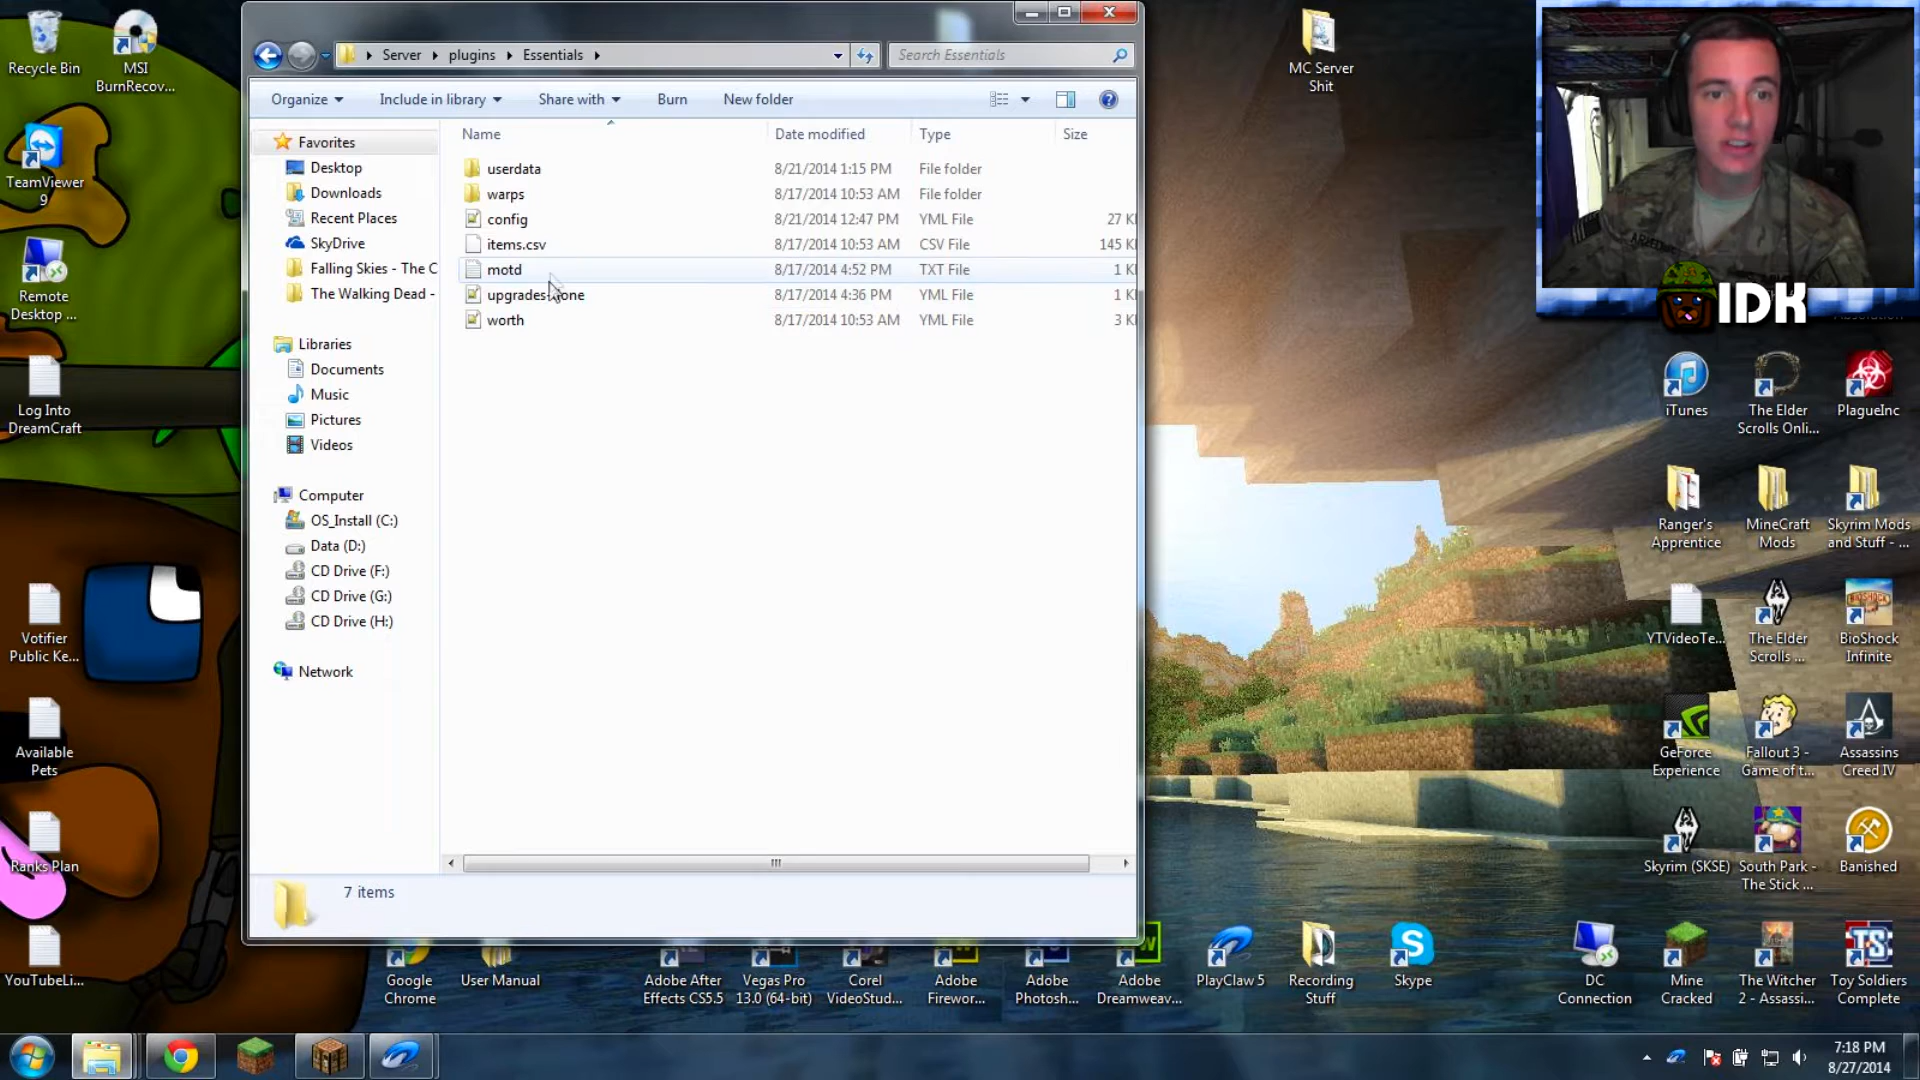 Recycle Bin
MSI
BurnRecov...
TeamViewer
9
Remote
Desktop ...
Log Into
DreamCraft
Votifier
Public Ke...
Available
Pets
Ranks Plan
YouTubeLi...
Server
plugins
Essentials
Search Essentials
Organize
Include in library
Share with
Burn
New folder
Favorites
Desktop
Downloads
Recent Places
SkyDrive
Falling Skies - The C
The Walking Dead -
Libraries
Documents
Music
Pictures
Videos
Computer
OS_Install (C:)
Data (D:)
CD Drive (F:)
CD Drive (G:)
CD Drive (H:)
Network
Name Date modified Type Size
userdata 8/21/2014 1:15 PM File folder
warps 8/17/2014 10:53 AM File folder
config 8/21/2014 12:47 PM YML File 27 K
items.csv 8/17/2014 10:53 AM CSV File 145 K
motd 8/17/2014 4:52 PM TXT File 1 K
upgrades-done 8/17/2014 4:36 PM YML File 1 K
worth 8/17/2014 10:53 AM YML File 3 K
7 items
MC Server
Shit
IDK
iTunes
The Elder
Scrolls Onli...
PlagueInc
Ranger's
Apprentice
MineCraft
Mods
Skyrim Mods
and Stuff - ...
YTVideoTe...
The Elder
Scrolls ...
BioShock
Infinite
GeForce
Experience
Fallout 3 -
Game of t...
Assassins
Creed IV
Skyrim (SKSE)
South Park -
The Stick ...
Banished
Google
Chrome
User Manual
Adobe After
Effects CS5.5
Vegas Pro
13.0 (64-bit)
Corel
VideoStud...
Adobe
Firewor...
Adobe
Photosh...
Adobe
Dreamweav...
PlayClaw 5
Recording
Stuff
Skype
DC
Connection
Mine
Cracked
The Witcher
2 - Assassi...
Toy Soldiers
Complete
7:18 PM
8/27/2014